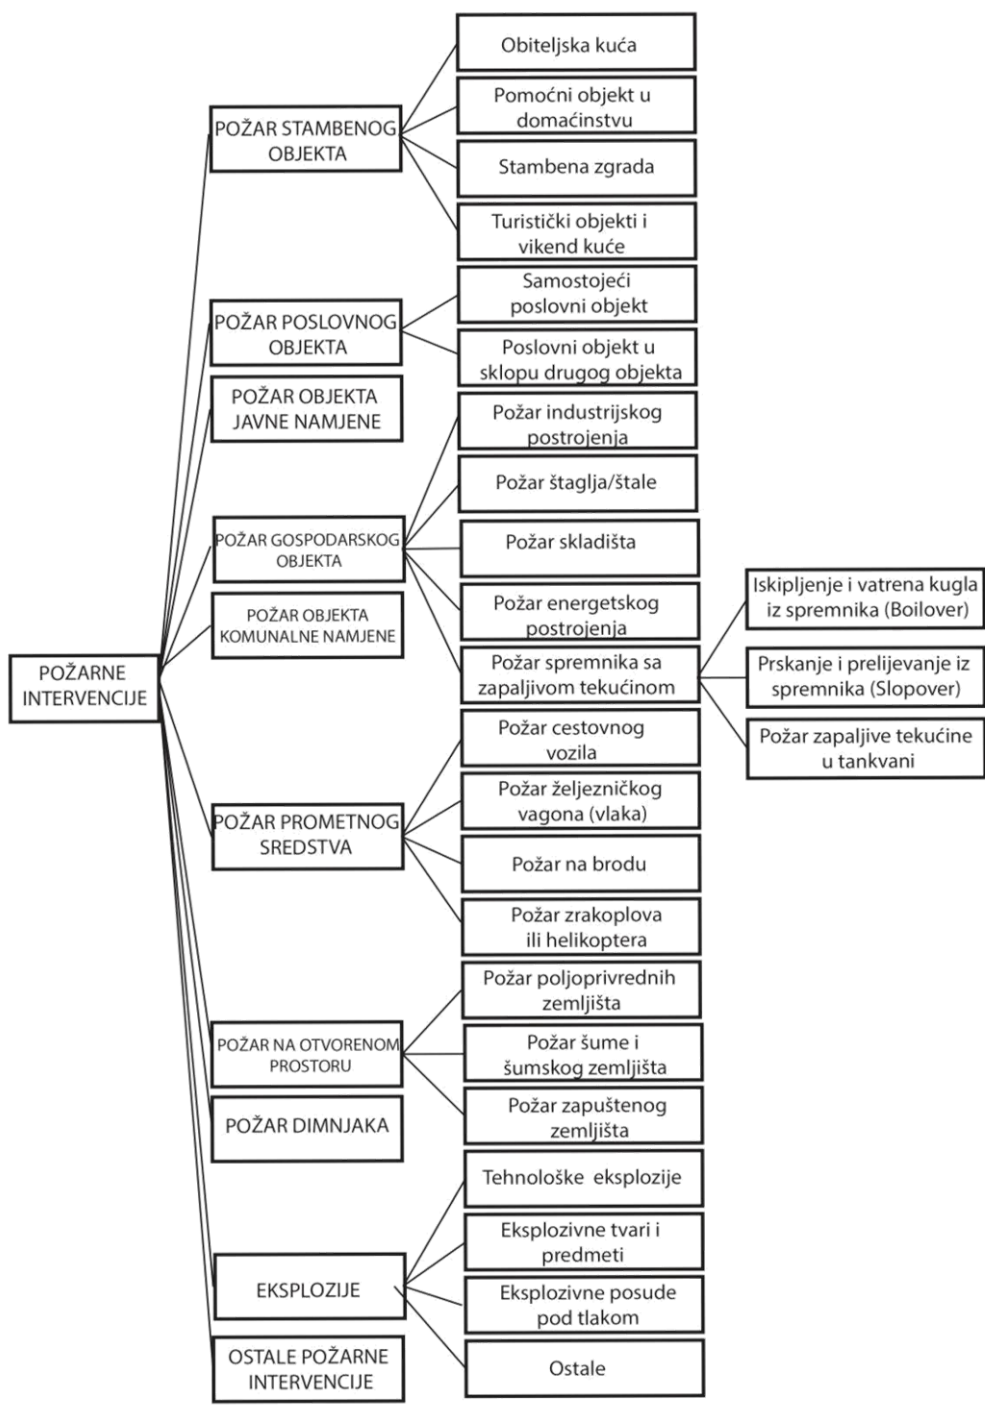 POŽARNE
INTERVENCIJE
POŽAR STAMBENOG
OBJEKTA
Obiteljska kuća
Pomoćni objekt u
domaćinstvu
Stambena zgrada
Turistički objekti i
vikend kuće
POŽAR POSLOVNOG
OBJEKTA
Samostojeći
poslovni objekt
Poslovni objekt u
sklopu drugog objekta
POŽAR OBJEKTA
JAVNE NAMJENE
POŽAR GOSPODARSKOG
OBJEKTA
Požar industrijskog
postrojenja
Požar štaglja/štale
Požar skladišta
Požar energetskog
postrojenja
Požar spremnika sa
zapaljivom tekućinom
Iskipljenje i vatrena kugla
iz spremnika (Boilover)
Prskanje i prelijevanje iz
spremnika (Slopover)
Požar zapaljive tekućine
u tankvani
POŽAR OBJEKTA
KOMUNALNE NAMJENE
POŽAR PROMETNOG
SREDSTVA
Požar cestovnog
vozila
Požar željezničkog
vagona (vlaka)
Požar na brodu
Požar zrakoplova
ili helikoptera
POŽAR NA OTVORENOM
PROSTORU
Požar poljoprivrednih
zemljišta
Požar šume i
šumskog zemljišta
Požar zapuštenog
zemljišta
POŽAR DIMNJAKA
EKSPLOZIJE
Tehnološke eksplozije
Eksplozivne tvari i
predmeti
Eksplozivne posude
pod tlakom
Ostale
OSTALE POŽARNE
INTERVENCIJE